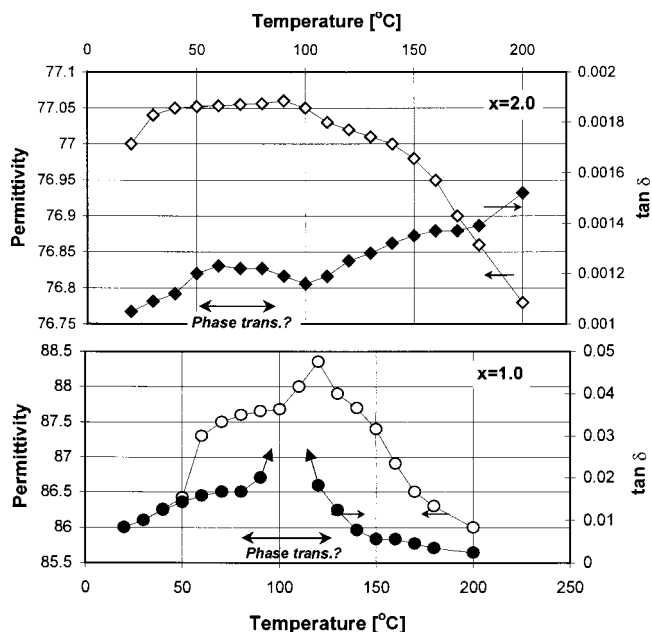 Temperature [°C]
0 50 100 150 200
77.1 0.002
x=2.0
77.05 0.0018
77
76.95 0.0016
Permittivity tan δ
76.9 0.0014
76.85
76.8 0.0012
Phase trans.?
76.75 0.001
88.5 0.05
x=1.0
88 0.04
87.5
0.03
Permittivity 87 tan δ
0.02
86.5
86 0.01
Phase trans.?
85.5 0
0 50 100 150 200 250
Temperature [°C]